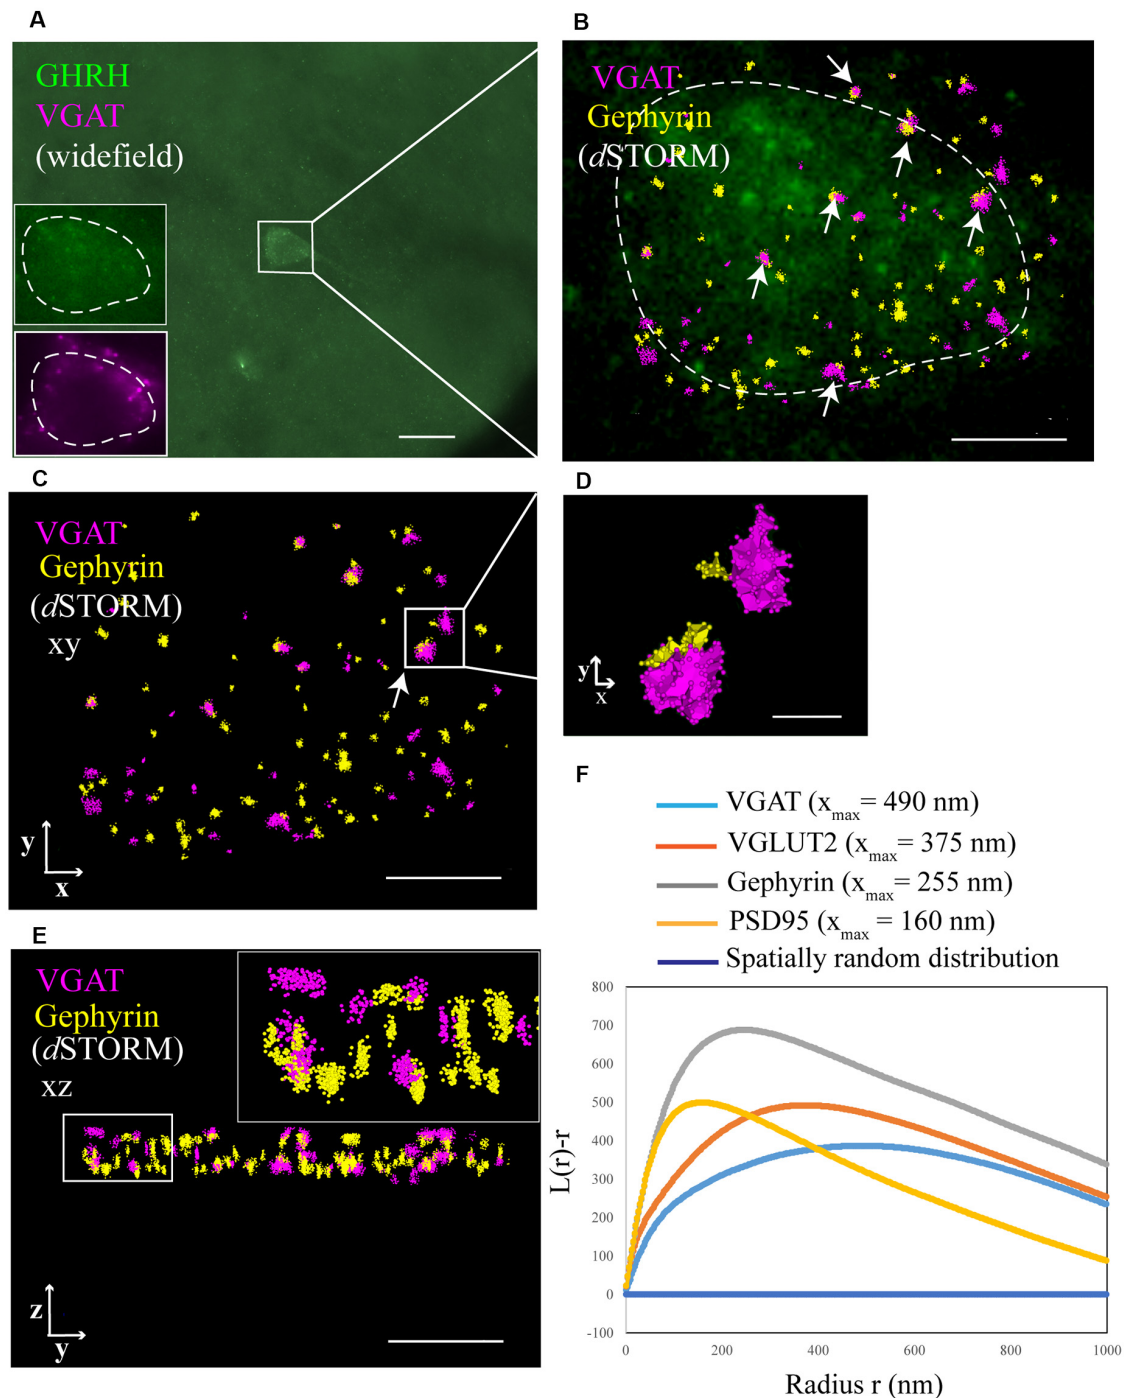 A
GHRH
VGAT
(widefield)
B
VGAT
Gephyrin
(dSTORM)
C
VGAT
Gephyrin
(dSTORM)
xy
y
x
D
y
x
E
VGAT
Gephyrin
(dSTORM)
xz
z
y
F
VGAT (xmax= 490 nm)
VGLUT2 (xmax= 375 nm)
Gephyrin (xmax= 255 nm)
PSD95 (xmax = 160 nm)
Spatially random distribution
800
700
600
500
400
300
200
100
0
-100
L(r)-r
0 200 400 600 800 1000
Radius r (nm)